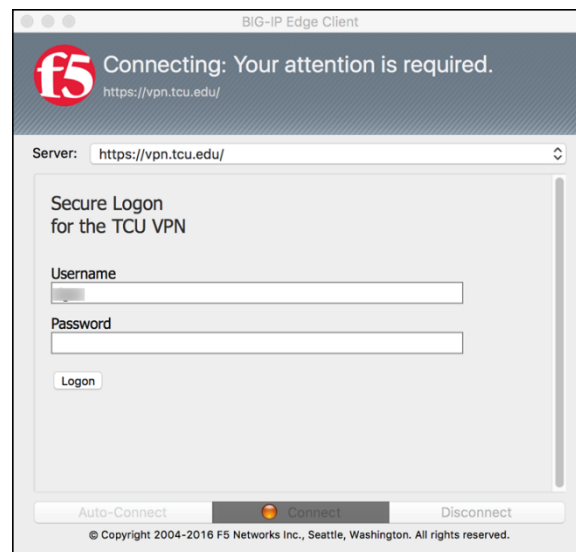 BIG-IP Edge Client
f5
Connecting: Your attention is required.
https://vpn.tcu.edu/
Server: https://vpn.tcu.edu/
Secure Logon
for the TCU VPN
Username
Password
Logon
Auto-Connect Connect Disconnect
© Copyright 2004-2016 F5 Networks Inc., Seattle, Washington. All rights reserved.